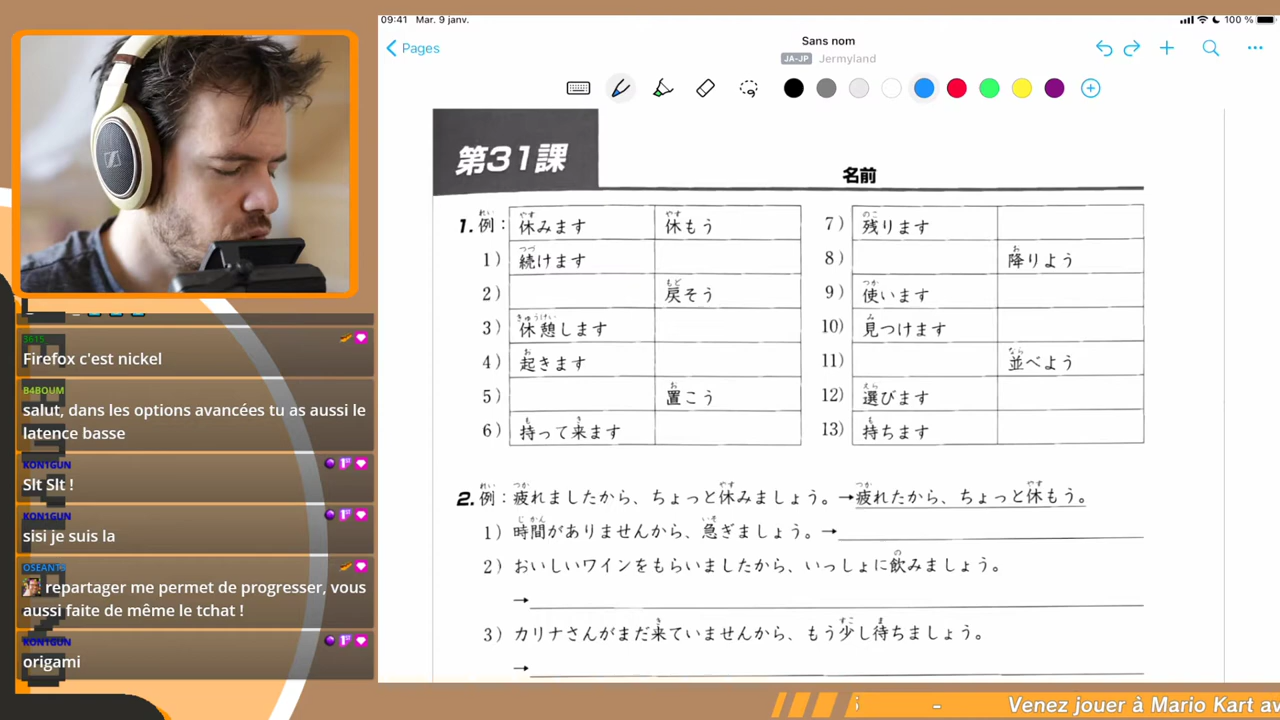 09:41 Mar. 9 janv.
100 %
Pages
Sans nom
JA-JP Jermyland
第31課
名前
1. 例： 休みます 休もう
1) 続けます
2) 戻そう
3) 休憩します
4) 起きます
5) 置こう
6) 持って来ます
7) 残ります
8) 降りよう
9) 使います
10) 見つけます
11) 並べよう
12) 選びます
13) 持ちます
2. 例：疲れましたから、ちょっと休みましょう。→疲れたから、ちょっと休もう。
1) 時間がありませんから、急ぎましょう。→
2) おいしいワインをもらいましたから、いっしょに飲みましょう。
→
3) カリナさんがまだ来ていませんから、もう少し待ちましょう。
→
3615
Firefox c'est nickel
B4BOUM
salut, dans les options avancées tu as aussi le
latence basse
KON1GUN
Slt Slt !
KON1GUN
sisi je suis la
OSEANTS
: repartager me permet de progresser, vous
aussi faite de même le tchat !
KON1GUN
origami
- Venez jouer à Mario Kart av